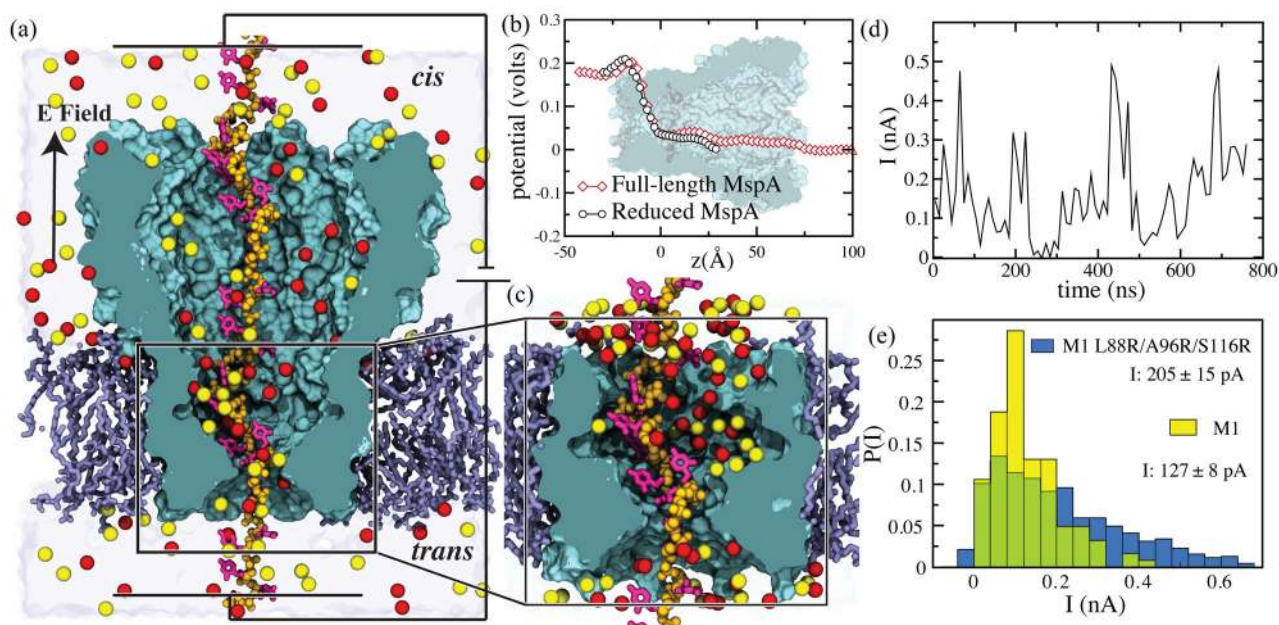 (a)
cis
E Field
trans
(b)
potential (volts)
0.3
0.2
0.1
0
-0.1
-0.2
Full-length MspA
Reduced MspA
-50
0
50
100
z(Å)
(c)
(d)
I (nA)
0.5
0.4
0.3
0.2
0.1
0
0
200
400
600
800
time (ns)
(e)
P(I)
0.25
0.2
0.15
0.1
0.05
0
M1 L88R/A96R/S116R
I: 205 ± 15 pA
M1
I: 127 ± 8 pA
0
0.2
0.4
0.6
I (nA)